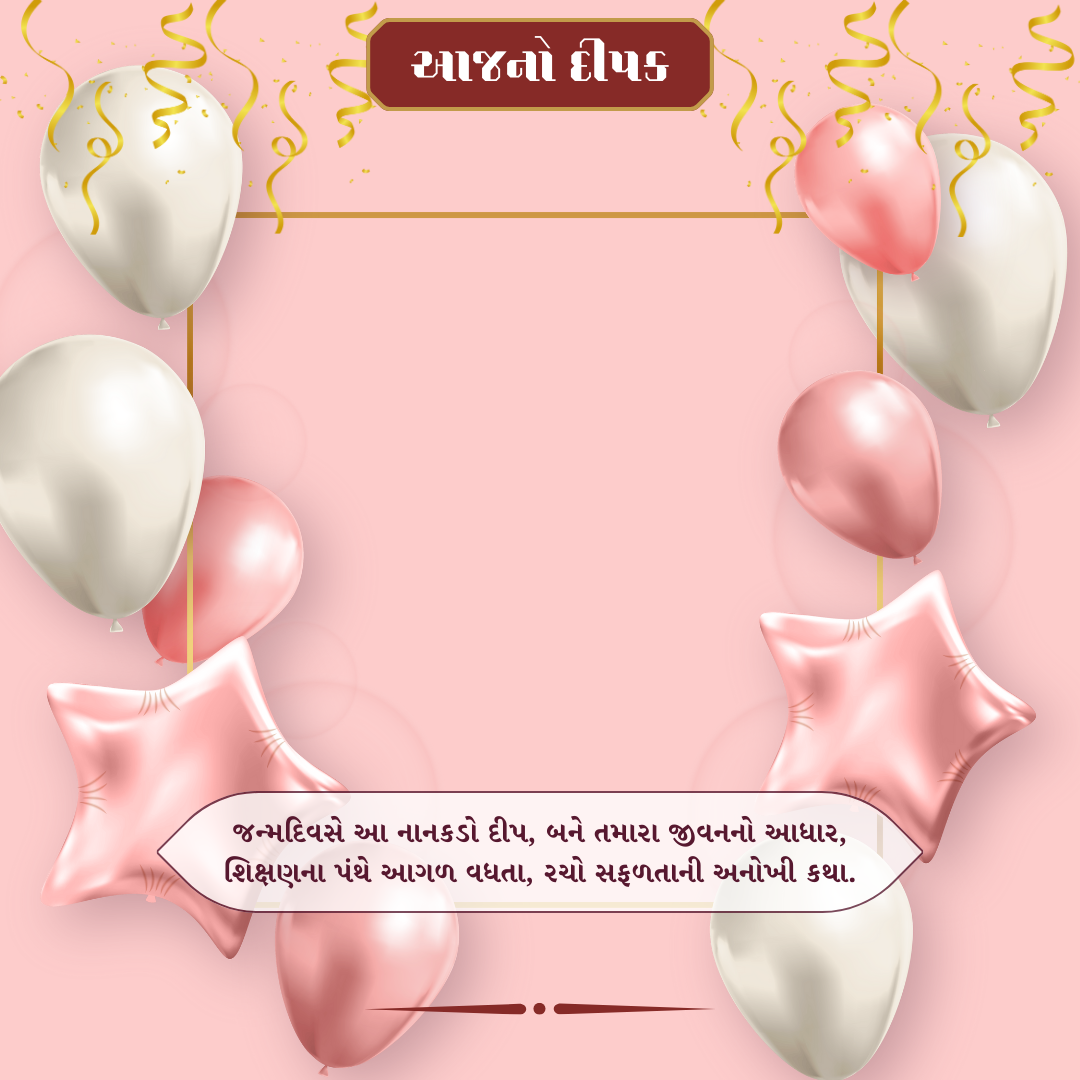 આજનો દીપક
જન્મદિવસે આ નાનકડો દીપ, બને તમારા જીવનનો આધાર,
શિક્ષણના પંથે આગળ વધતા, રચો સફળતાની અનોખી કથા.